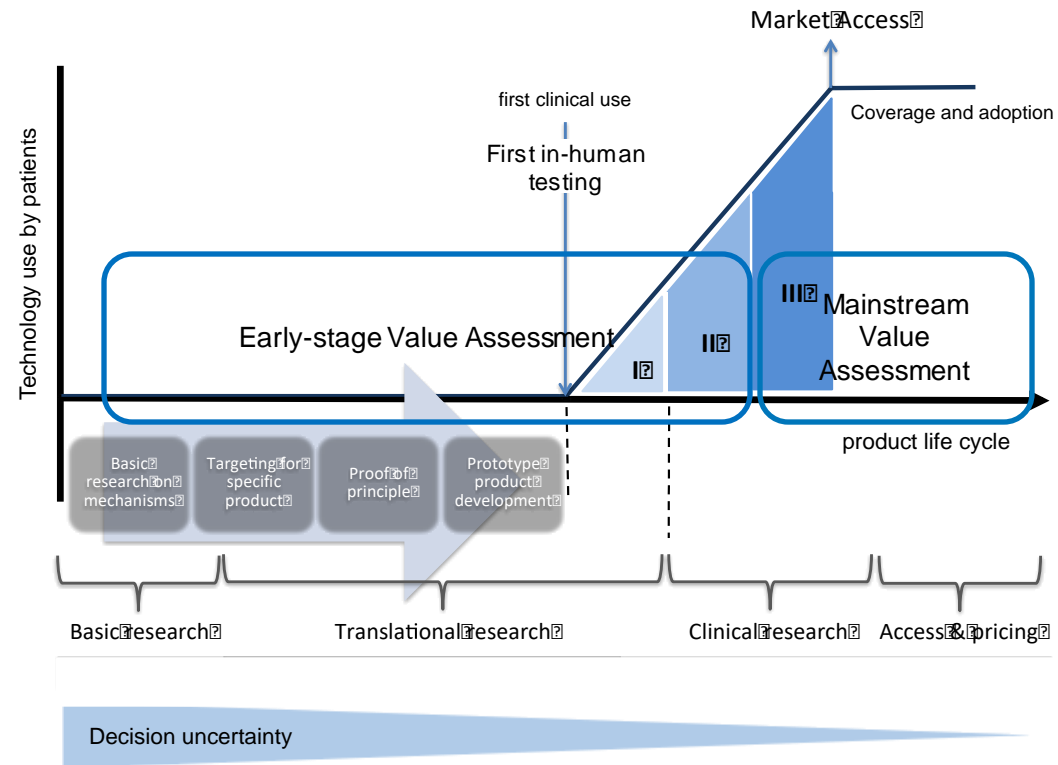 Market Access
first clinical use
Coverage and adoption
First in-human
testing
Technology use by patients
Early-stage Value Assessment
I
II
III
Mainstream
Value
Assessment
product life cycle
Basic
research on
mechanisms
Targeting for
specific
product
Proof of
principle
Prototype
product
development
Basic research
Translational research
Clinical research
Access & pricing
Decision uncertainty